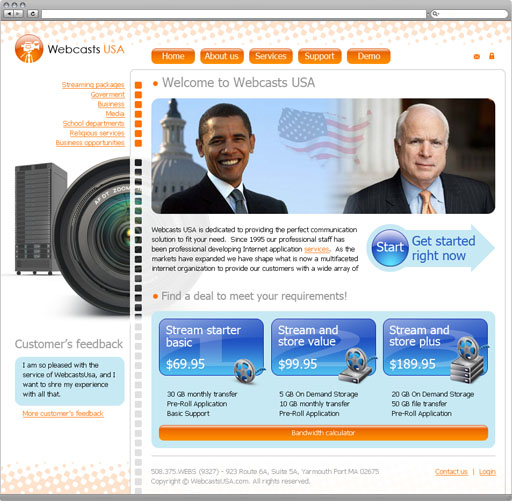 Webcasts USA
Home
About us
Services
Support
Demo
Streaming packages
Goverment
Business
Media
School departments
Religious services
Business opportunities
Welcome to Webcasts USA
AF-DT ZOOM
Webcasts USA is dedicated to providing the perfect communication
solution to fit your need. Since 1995 our professional staff has
been professional developing Internet application services. As the
markets have expanded we have shape what is now a multifaceted
internet organization to provide our customers with a wide array of
Start
Get started
right now
Find a deal to meet your requirements!
Customer's feedback
I am so pleased with the
service of WebcastsUsa, and I
want to shre my experience
with all that.
More customer's feedback
Stream starter
basic
$69.95
30 GB monthly transfer
Pre-Roll Application
Basic Support
Stream and
store value
$99.95
5 GB On Demand Storage
10 GB monthly transfer
Pre-Roll Application
Stream and
store plus
$189.95
20 GB On Demand Storage
50 GB file transfer
Pre-Roll Application
Bandwidth calculator
508.375.WEBS (9327) – 923 Route 6A, Suite 5A, Yarmouth Port MA 02675
Copyright © WebcastsUSA.com. All rights reserved.
Contact us | Login